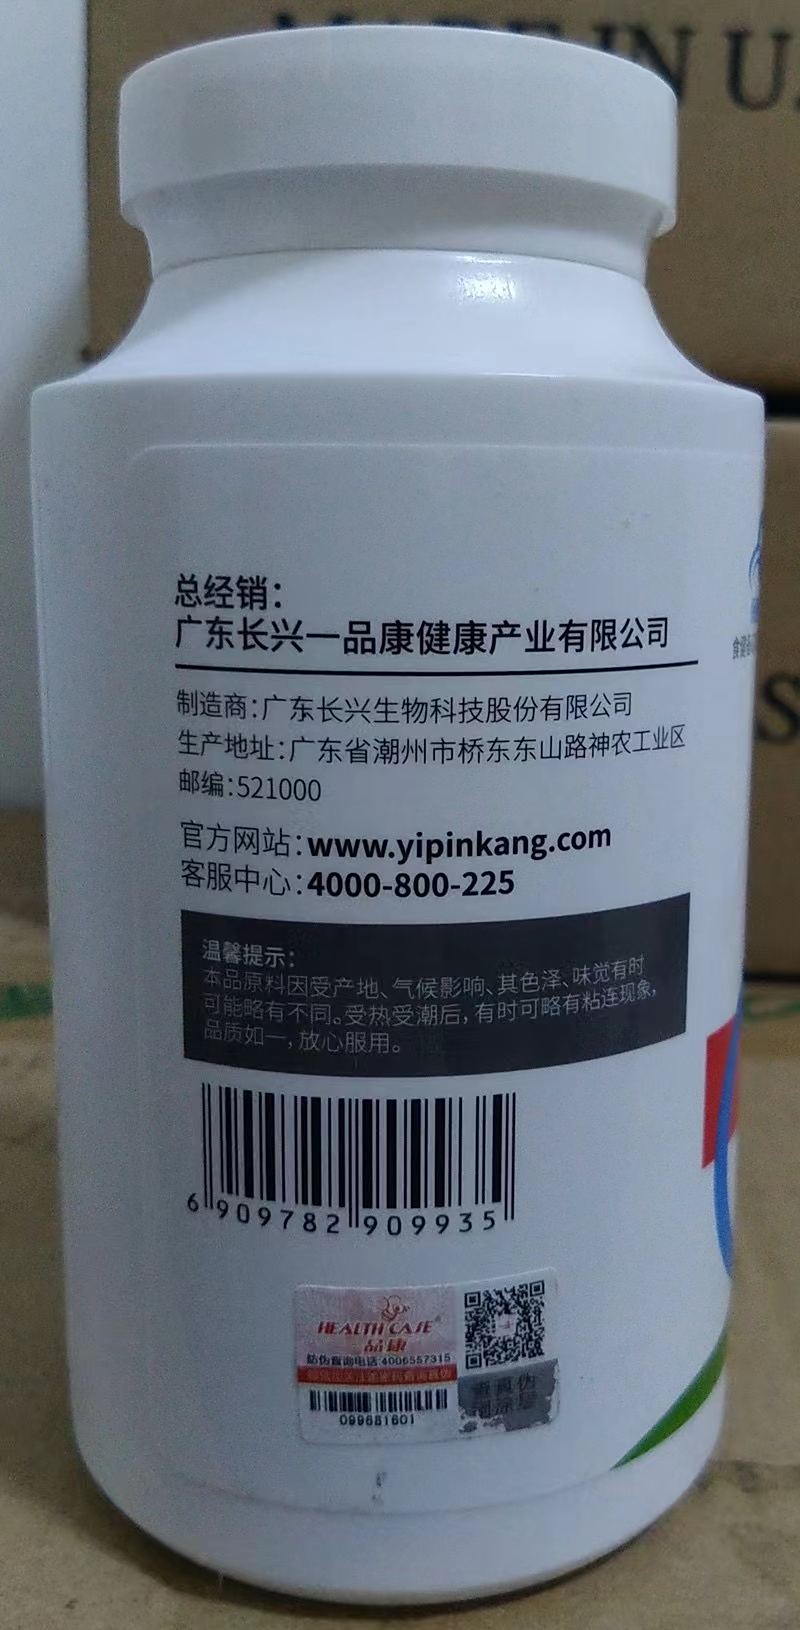 MADE IN U.
总经销：
广东长兴一品康健康产业有限公司
制造商：广东长兴生物科技股份有限公司
生产地址：广东省潮州市桥东东山路神农工业区
邮编：521000
官方网站：www.yipinkang.com
客服中心：4000-800-225
温馨提示：
本品原料因受产地、气候影响、其色泽、味觉有时
可能略有不同。受热受潮后，有时可略有粘连现象，
品质如一，放心服用。
6 909782 909935
HEALTH CASE®
一品康
防伪查询电话:4006557315
099681601